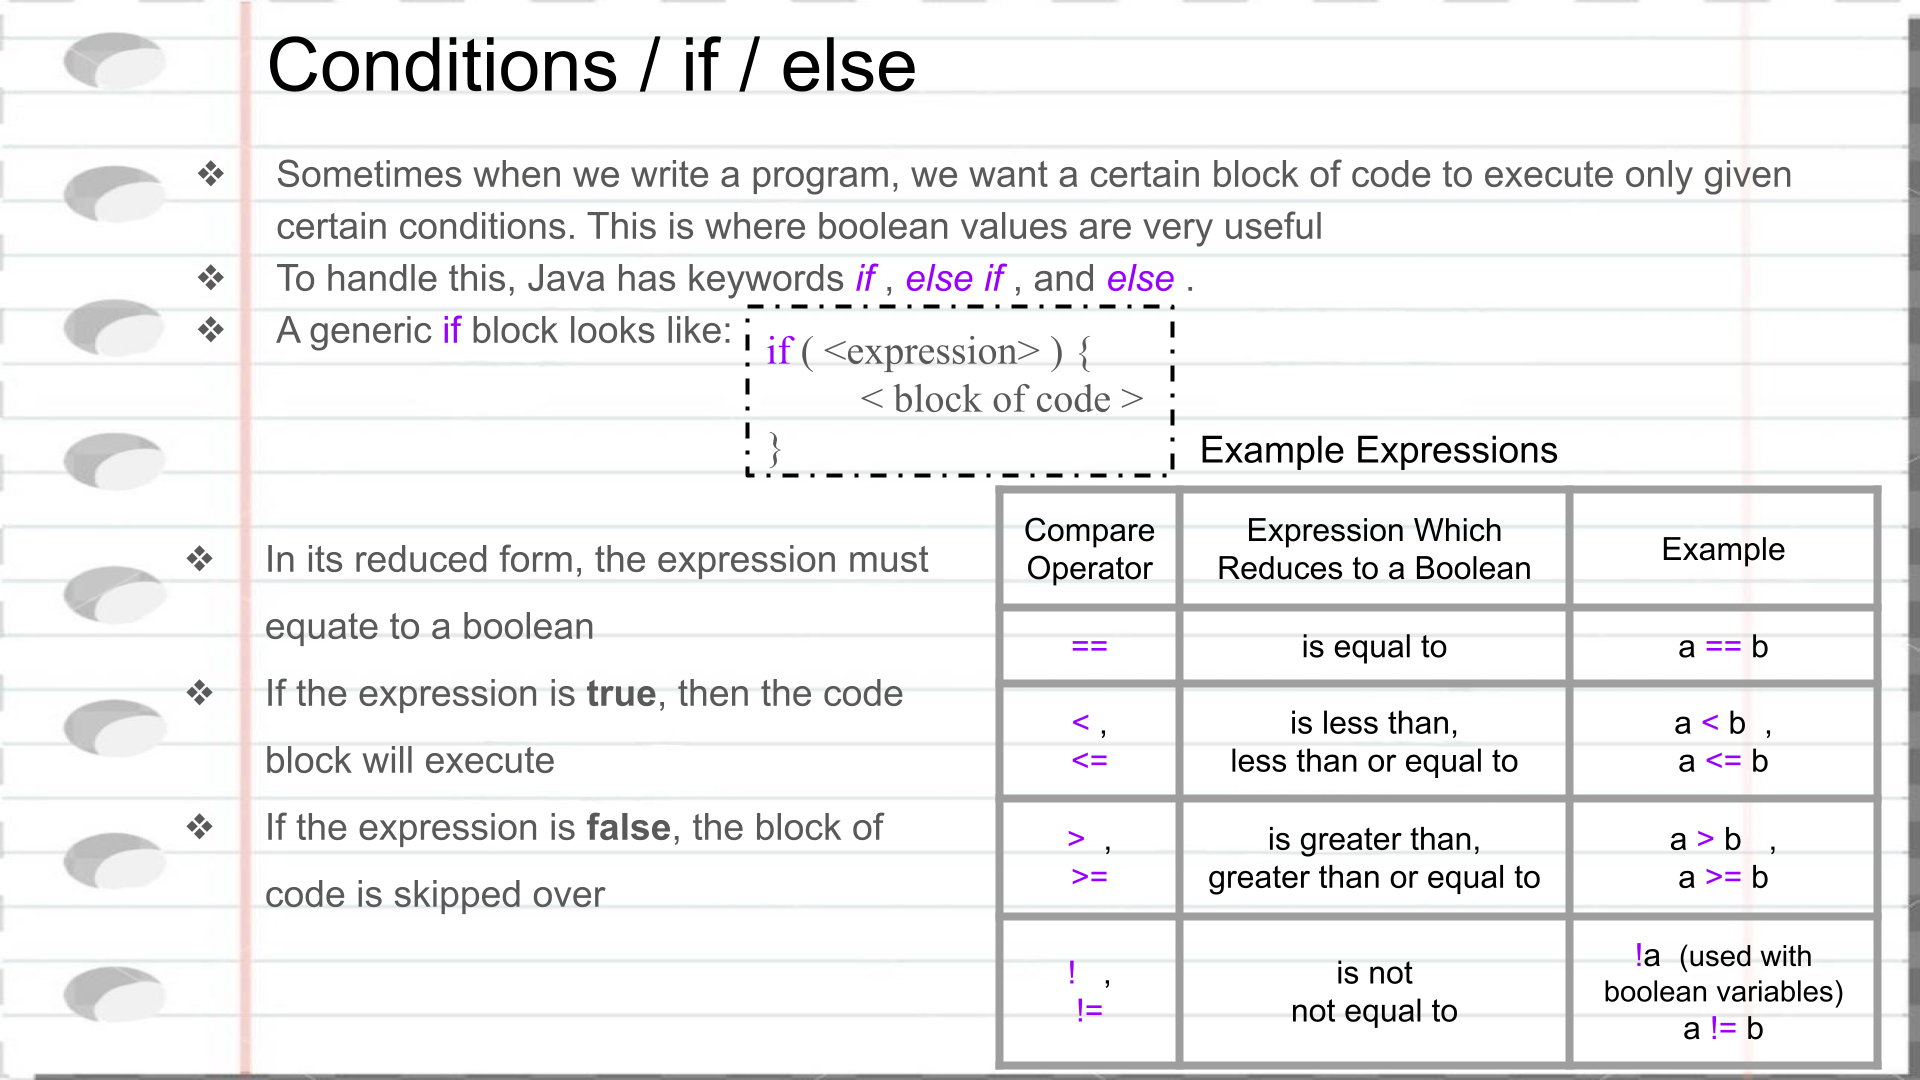 Conditions / if / else
❖ Sometimes when we write a program, we want a certain block of code to execute only given
certain conditions. This is where boolean values are very useful
❖ To handle this, Java has keywords if , else if , and else .
❖ A generic if block looks like:
if ( <expression> ) {
< block of code >
}
❖ In its reduced form, the expression must
equate to a boolean
❖ If the expression is true, then the code
block will execute
❖ If the expression is false, the block of
code is skipped over
Example Expressions
Compare
Operator
Expression Which
Reduces to a Boolean
Example
==
is equal to
a == b
< ,
<=
is less than,
less than or equal to
a < b ,
a <= b
> ,
>=
is greater than,
greater than or equal to
a > b ,
a >= b
! ,
!=
is not
not equal to
!a (used with
boolean variables)
a != b